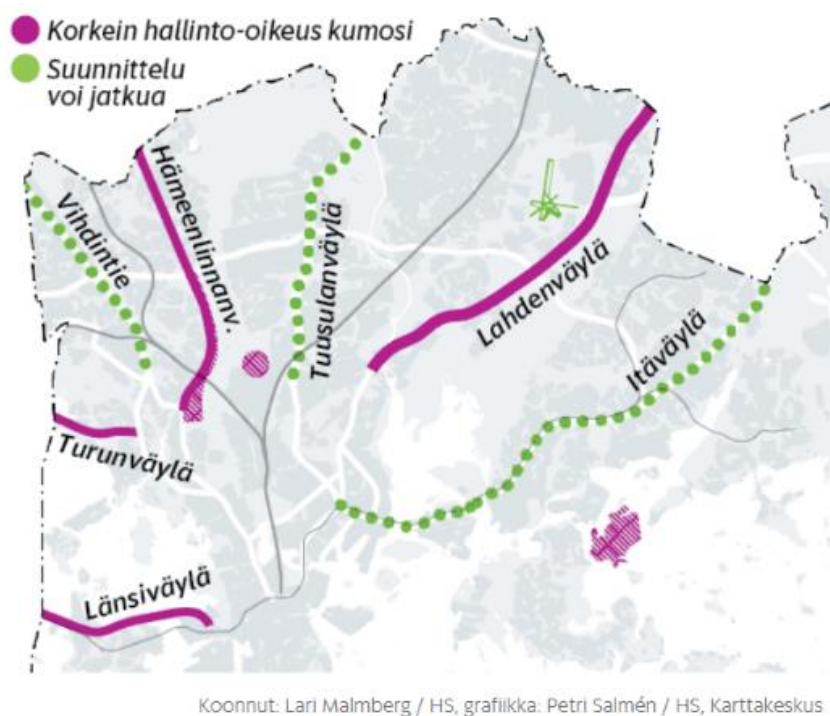 Korkein hallinto-oikeus kumosi
Suunnittelu
voi jatkua
Vihdintie
Hämeenlinnanv.
Tuusulanväylä
Lahdenväylä
Itäväylä
Turunväylä
Länsiväylä
Koonnut: Lari Malmberg / HS, grafiikka: Petri Salmén / HS, Karttakeskus